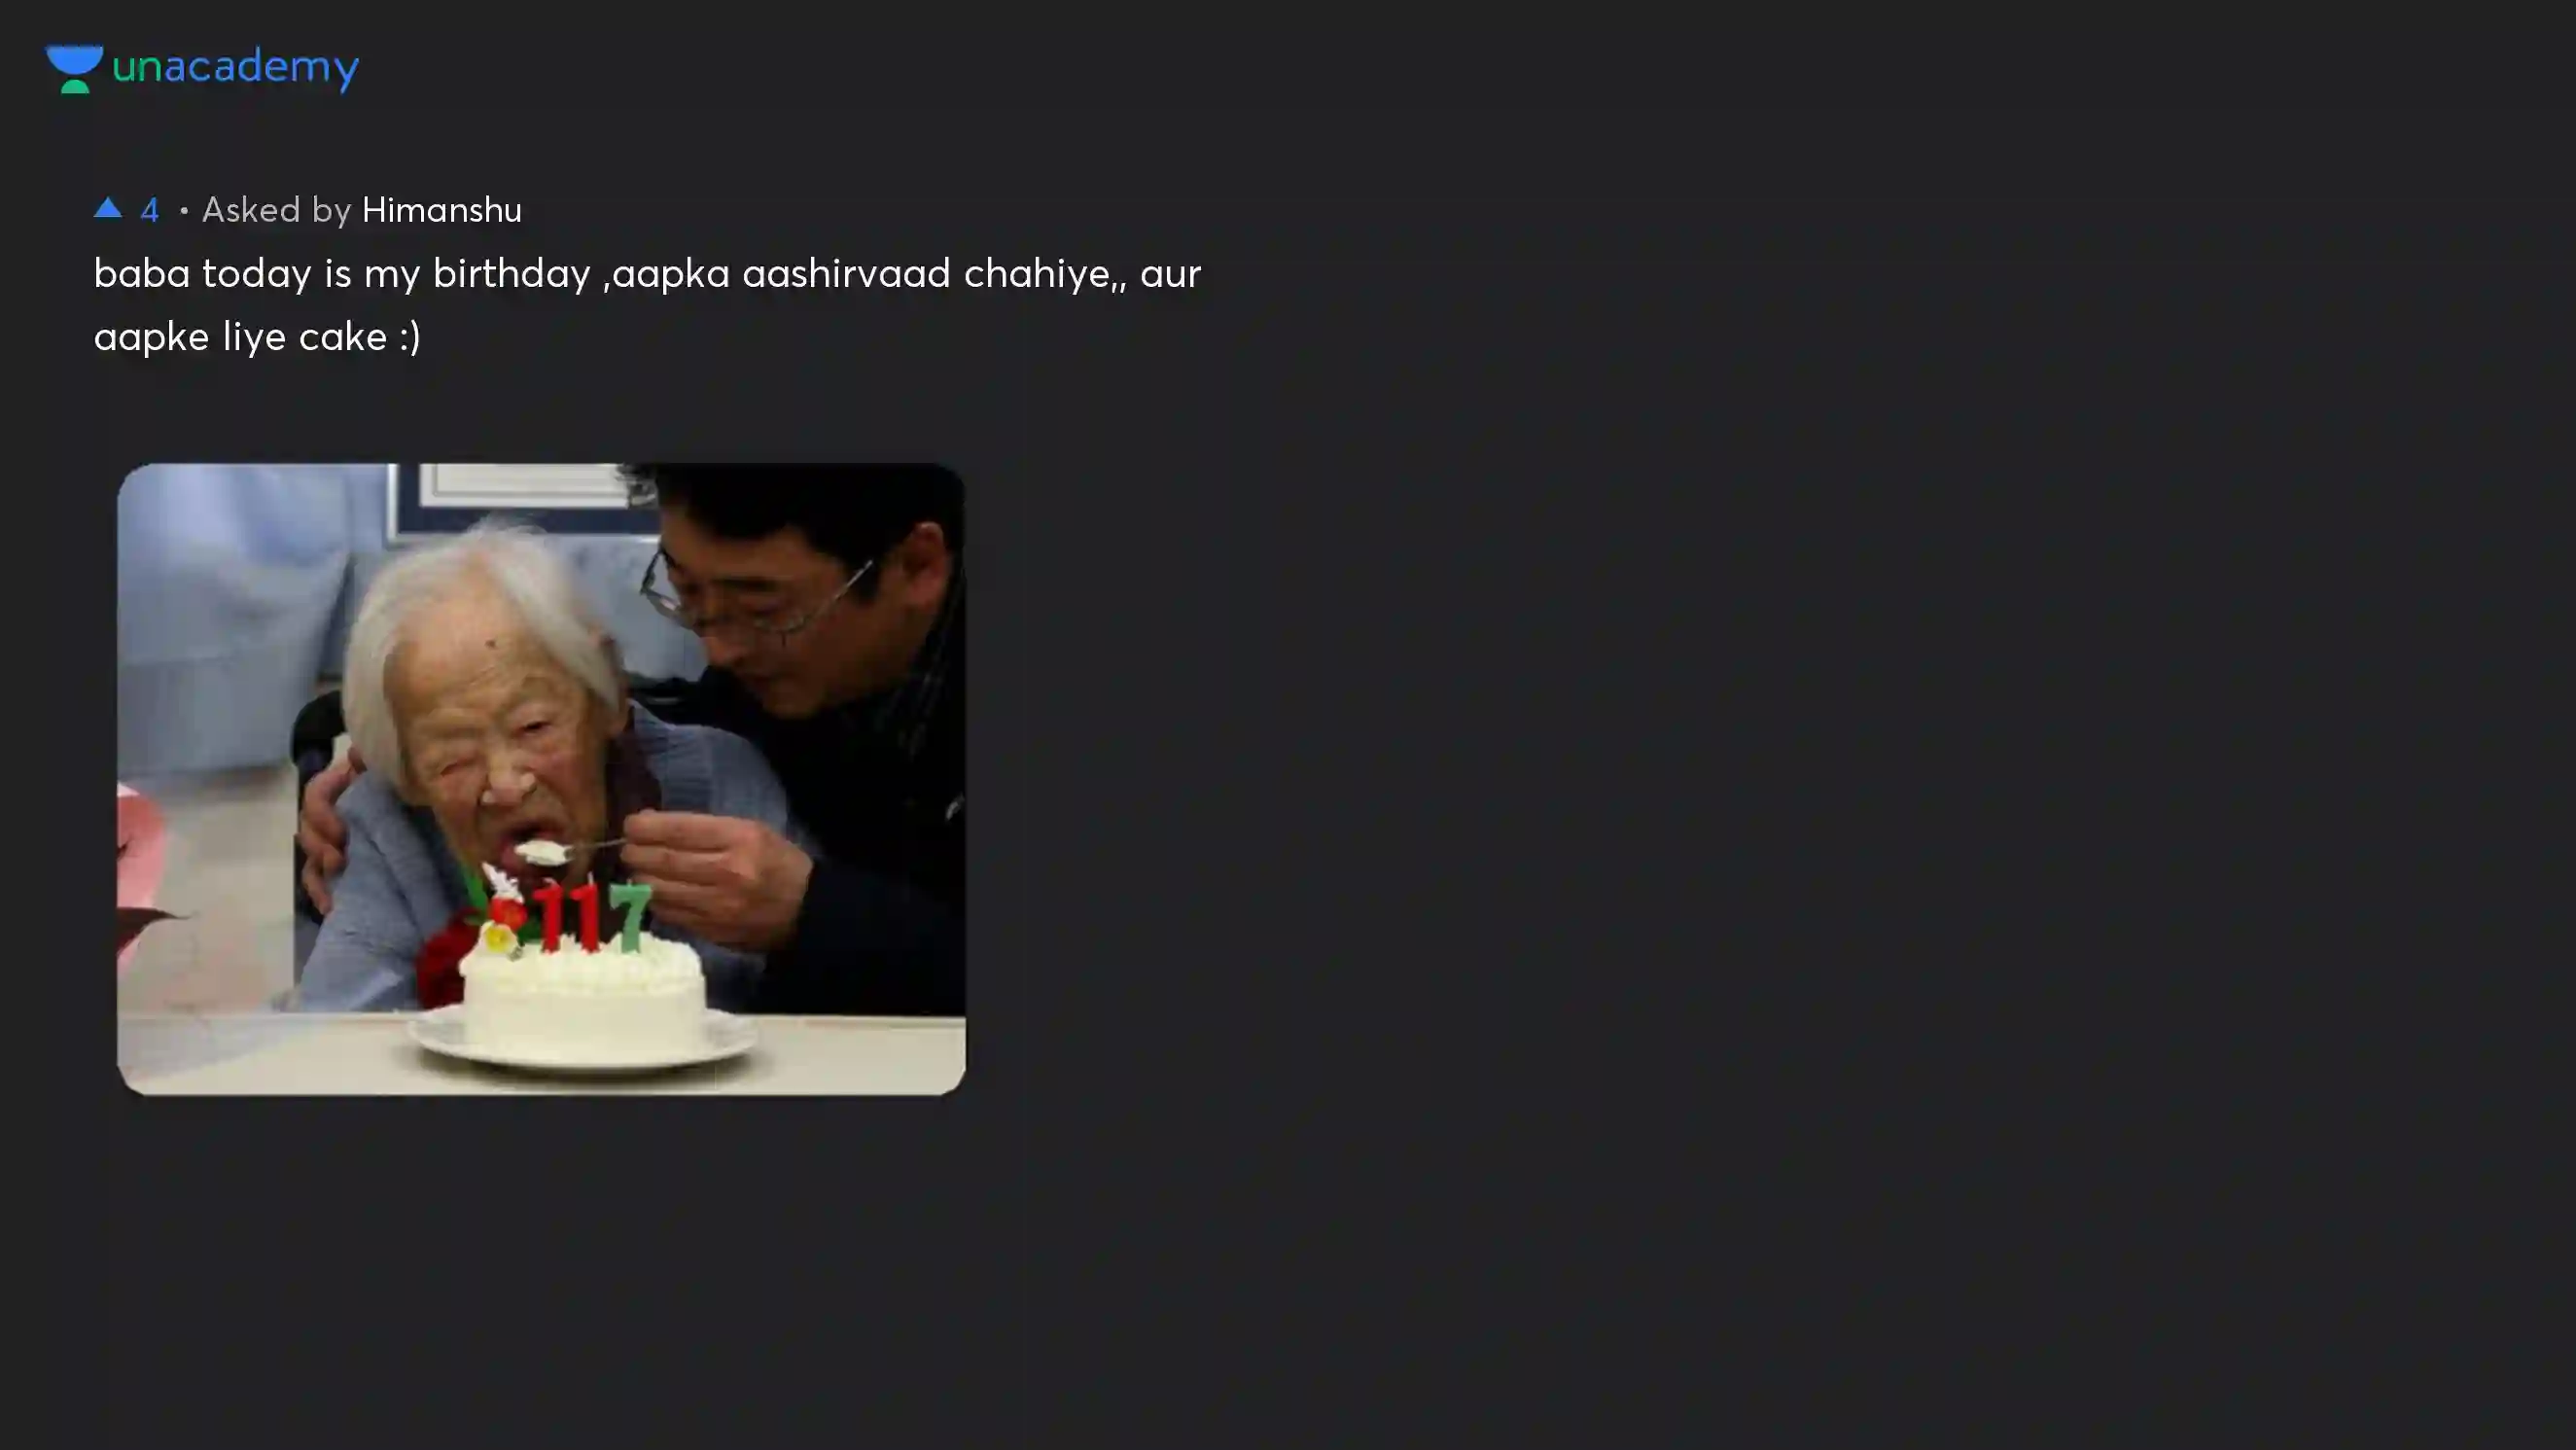 unacademy
▲ 4 • Asked by Himanshu
baba today is my birthday ,aapka aashirvaad chahiye,, aur
aapke liye cake :)
117